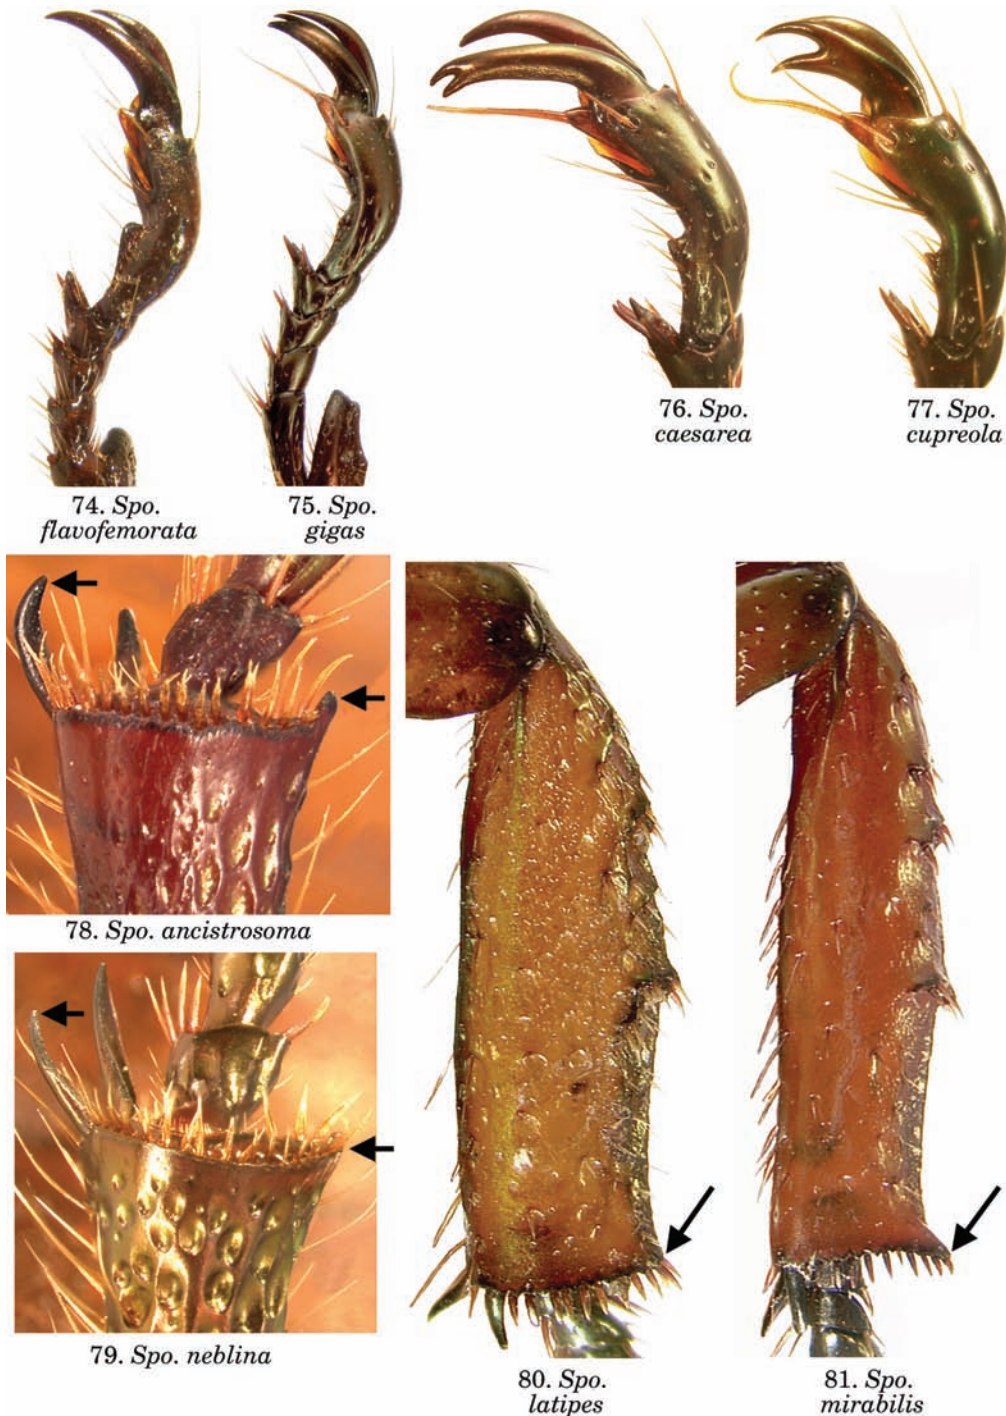 74. Spo.
flavofemorata
75. Spo.
gigas
76. Spo.
caesarea
77. Spo.
cupreola
78. Spo. ancistrosoma
79. Spo. neblina
80. Spo.
latipes
81. Spo.
mirabilis